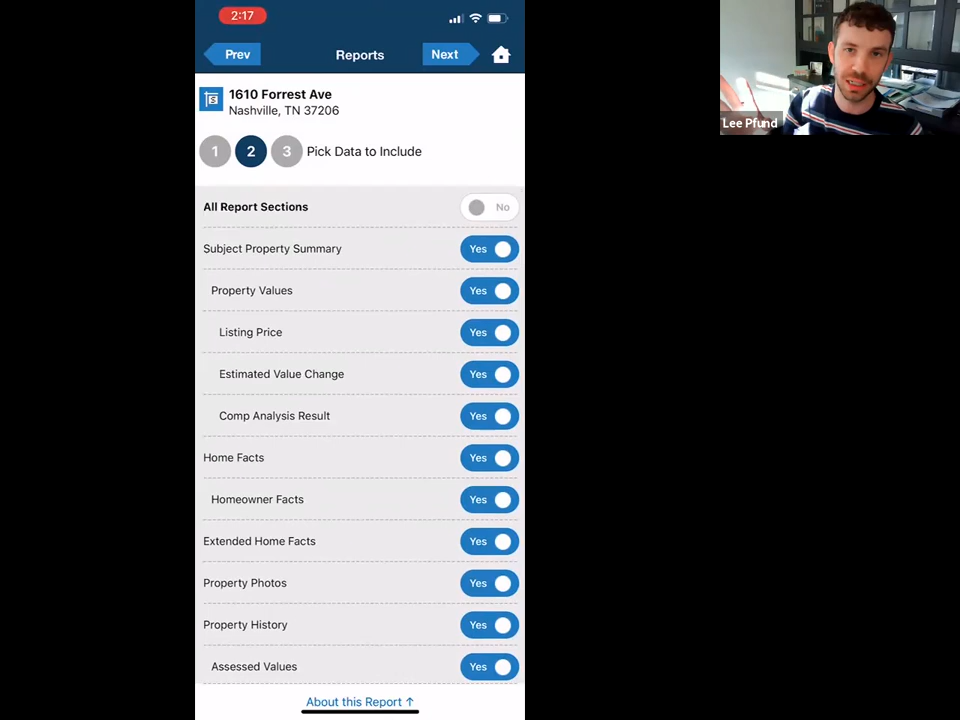 2:17
Prev
Reports
Next
1610 Forrest Ave
Nashville, TN 37206
1 2 3 Pick Data to Include
All Report Sections No
Subject Property Summary Yes
Property Values Yes
Listing Price Yes
Estimated Value Change Yes
Comp Analysis Result Yes
Home Facts Yes
Homeowner Facts Yes
Extended Home Facts Yes
Property Photos Yes
Property History Yes
Assessed Values Yes
About this Report ↑
Lee Pfund